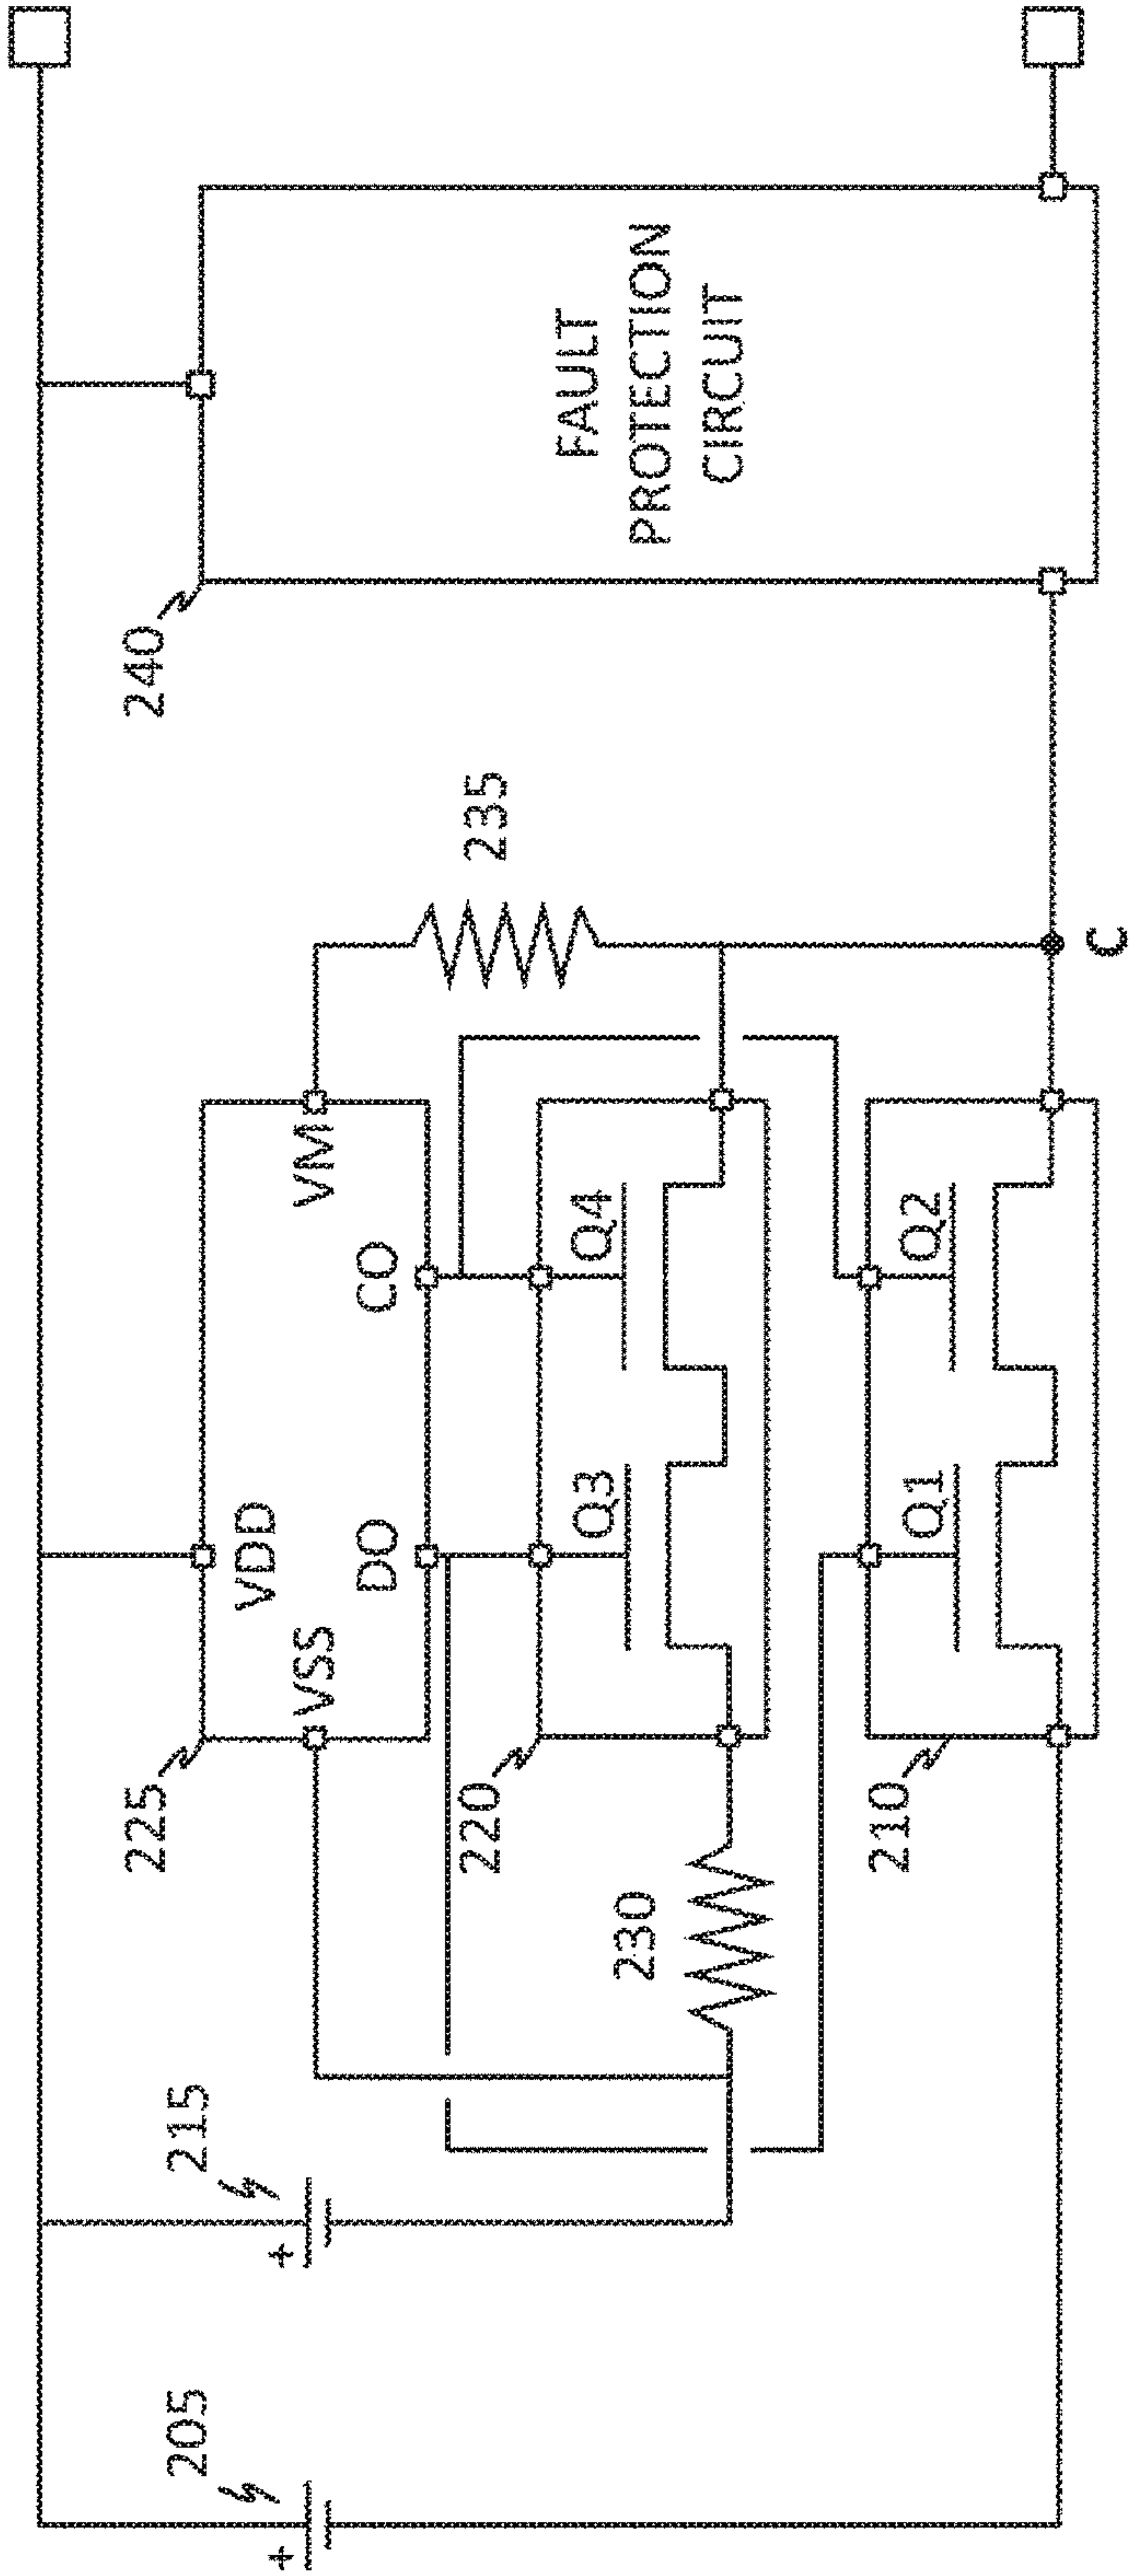 205
215
225
VSS
VDD
DO
CO
VM
235
240
FAULT
PROTECTION
CIRCUIT
220
Q3
Q4
230
210
Q1
Q2
C
+
+